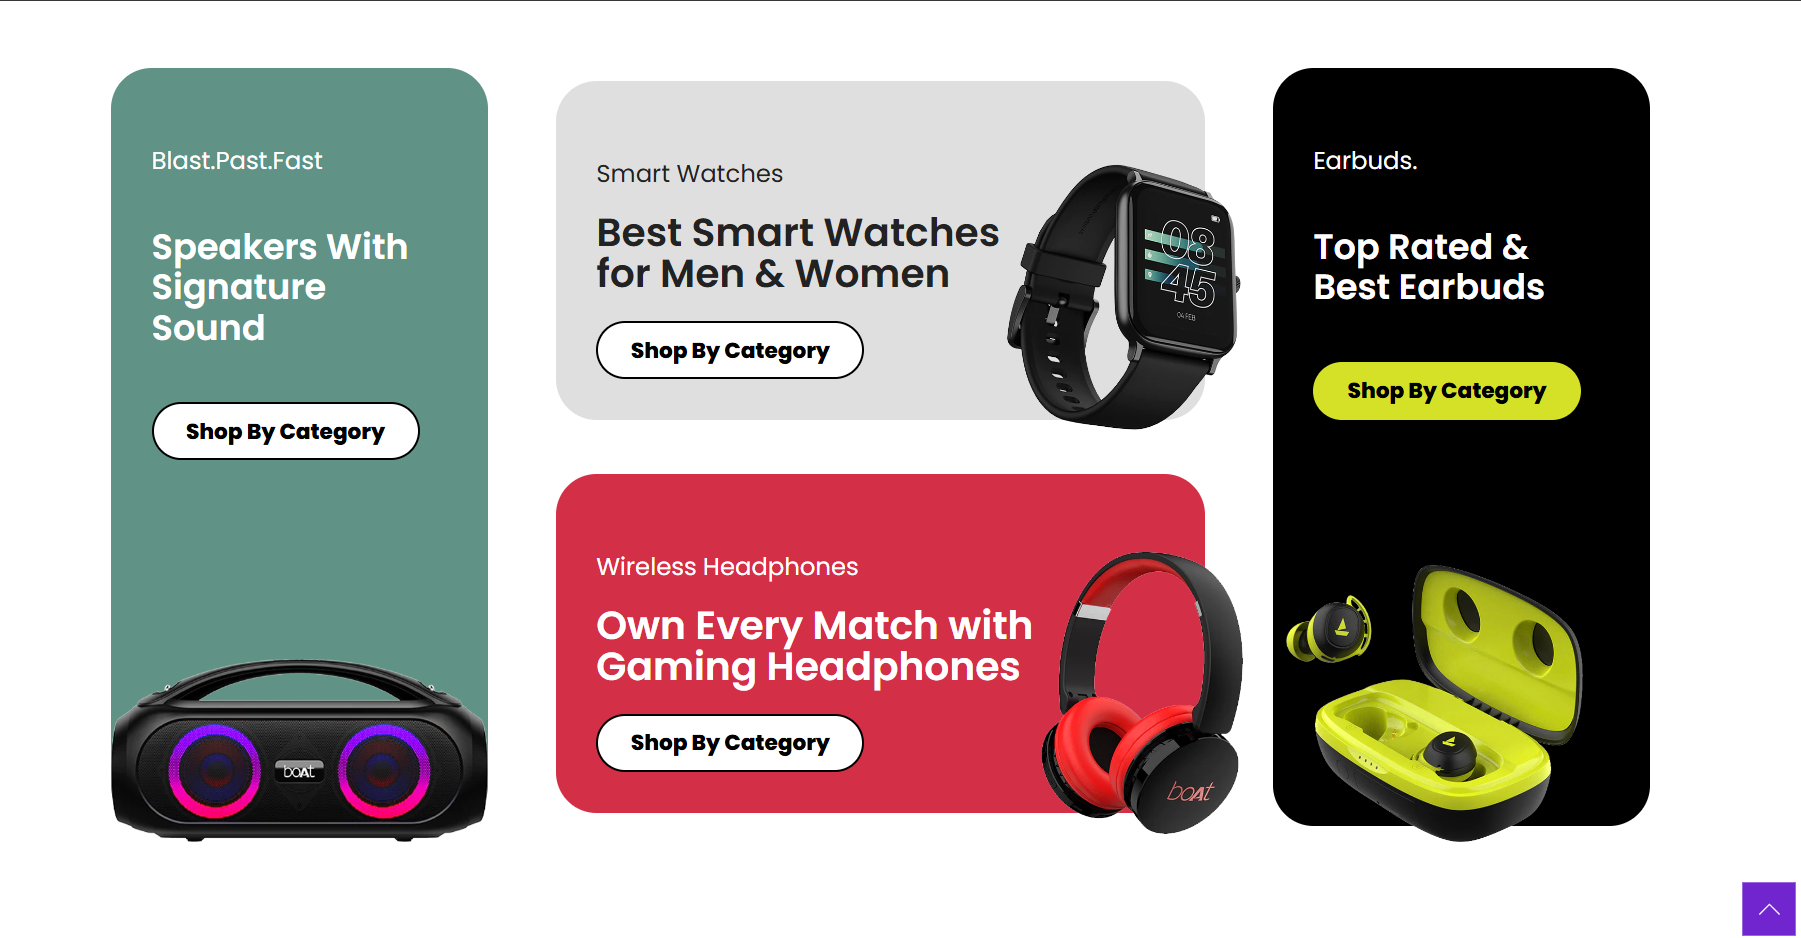 Blast.Past.Fast
Speakers With
Signature
Sound
Shop By Category
boAt
Smart Watches
Best Smart Watches
for Men & Women
Shop By Category
08
45
04 FEB
Wireless Headphones
Own Every Match with
Gaming Headphones
Shop By Category
boAt
Earbuds.
Top Rated &
Best Earbuds
Shop By Category